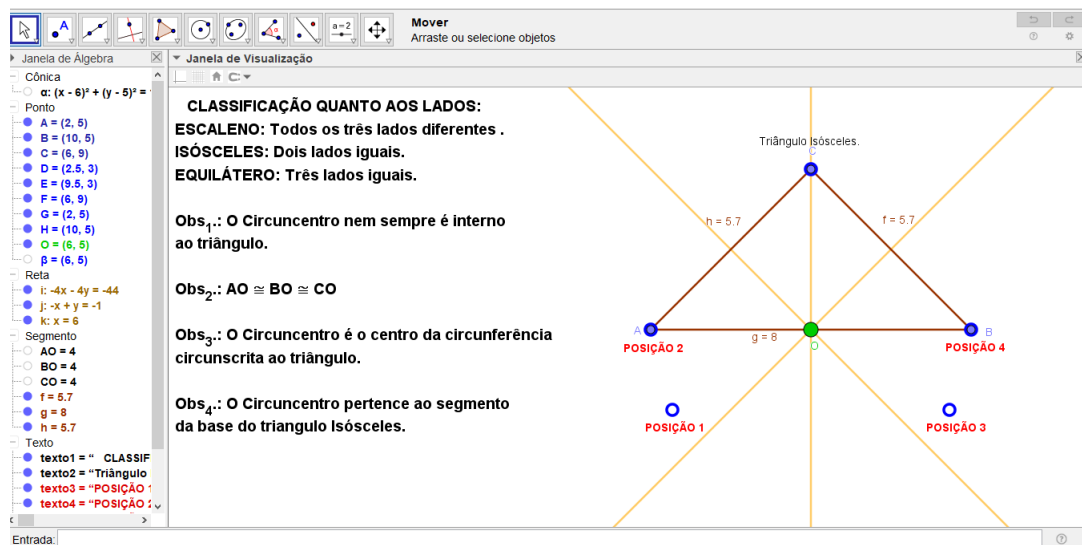 Mover
Arraste ou selecione objetos
a=2
Janela de Álgebra
Janela de Visualização
Cônica
α: (x - 6)² + (y - 5)² =
Ponto
A = (2, 5)
B = (10, 5)
C = (6, 9)
D = (2.5, 3)
E = (9.5, 3)
F = (6, 9)
G = (2, 5)
H = (10, 5)
O = (6, 5)
β = (6, 5)
Reta
i: -4x - 4y = -44
j: -x + y = -1
k: x = 6
Segmento
AO = 4
BO = 4
CO = 4
f = 5.7
g = 8
h = 5.7
Texto
texto1 = “ CLASSIF
texto2 = “Triângulo
texto3 = “POSIÇÃO 1
texto4 = “POSIÇÃO 2
CLASSIFICAÇÃO QUANTO AOS LADOS:
ESCALENO: Todos os três lados diferentes .
ISÓSCELES: Dois lados iguais.
EQUILÁTERO: Três lados iguais.
Obs₁.: O Circuncentro nem sempre é interno
ao triângulo.
Obs₂.: AO ≅ BO ≅ CO
Obs₃.: O Circuncentro é o centro da circunferência
circunscrita ao triângulo.
Obs₄.: O Circuncentro pertence ao segmento
da base do triangulo Isósceles.
Triângulo Isósceles.
C
h = 5.7
f = 5.7
A
B
POSIÇÃO 2
g = 8
O
POSIÇÃO 4
POSIÇÃO 1
POSIÇÃO 3
Entrada: